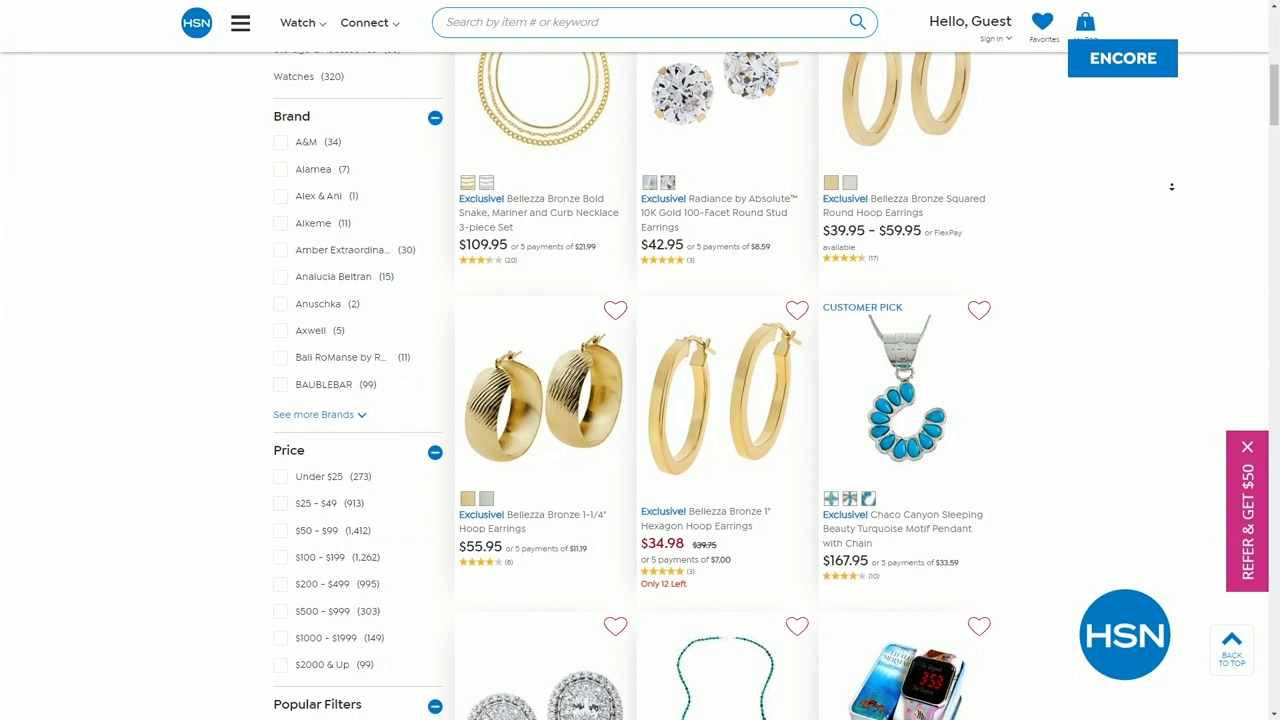 HSN
Watch
Connect
Search by item # or keyword
Hello, Guest
Sign In
Favorites
1
ENCORE
Watches (320)
Brand
A&M (34)
Alamea (7)
Alex & Ani (1)
Alkeme (11)
Amber Extraordina... (30)
Analucia Beltran (15)
Anuschka (2)
Axwell (5)
Bali RoManse by R... (11)
BAUBLEBAR (99)
See more Brands
Price
Under $25 (273)
$25 - $49 (913)
$50 - $99 (1,412)
$100 - $199 (1,262)
$200 - $499 (995)
$500 - $999 (303)
$1000 - $1999 (149)
$2000 & Up (99)
Popular Filters
Exclusive! Bellezza Bronze Bold
Snake, Mariner and Curb Necklace
3-piece Set
$109.95 or 5 payments of $21.99
(20)
Exclusive! Radiance by Absolute™
10K Gold 100-Facet Round Stud
Earrings
$42.95 or 5 payments of $8.59
(3)
Exclusive! Bellezza Bronze Squared
Round Hoop Earrings
$39.95 - $59.95 or FlexPay
available
(17)
Exclusive! Bellezza Bronze 1-1/4"
Hoop Earrings
$55.95 or 5 payments of $11.19
(8)
Exclusive! Bellezza Bronze 1"
Hexagon Hoop Earrings
$34.98 $39.75
or 5 payments of $7.00
(3)
Only 12 Left
CUSTOMER PICK
Exclusive! Chaco Canyon Sleeping
Beauty Turquoise Motif Pendant
with Chain
$167.95 or 5 payments of $33.59
(10)
3:53
REFER & GET $50
HSN
BACK
TO TOP